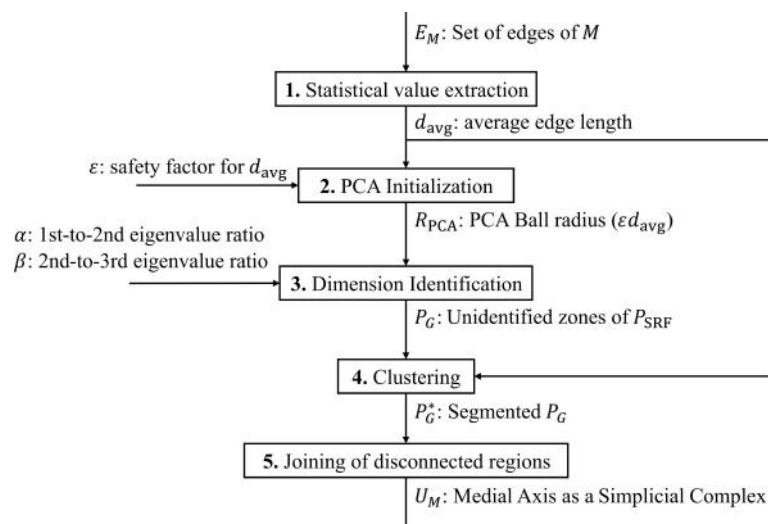 E_M: Set of edges of M
1. Statistical value extraction
d_avg: average edge length
ε: safety factor for d_avg
2. PCA Initialization
R_PCA: PCA Ball radius (εd_avg)
α: 1st-to-2nd eigenvalue ratio
β: 2nd-to-3rd eigenvalue ratio
3. Dimension Identification
P_G: Unidentified zones of P_SRF
4. Clustering
P_G^*: Segmented P_G
5. Joining of disconnected regions
U_M: Medial Axis as a Simplicial Complex